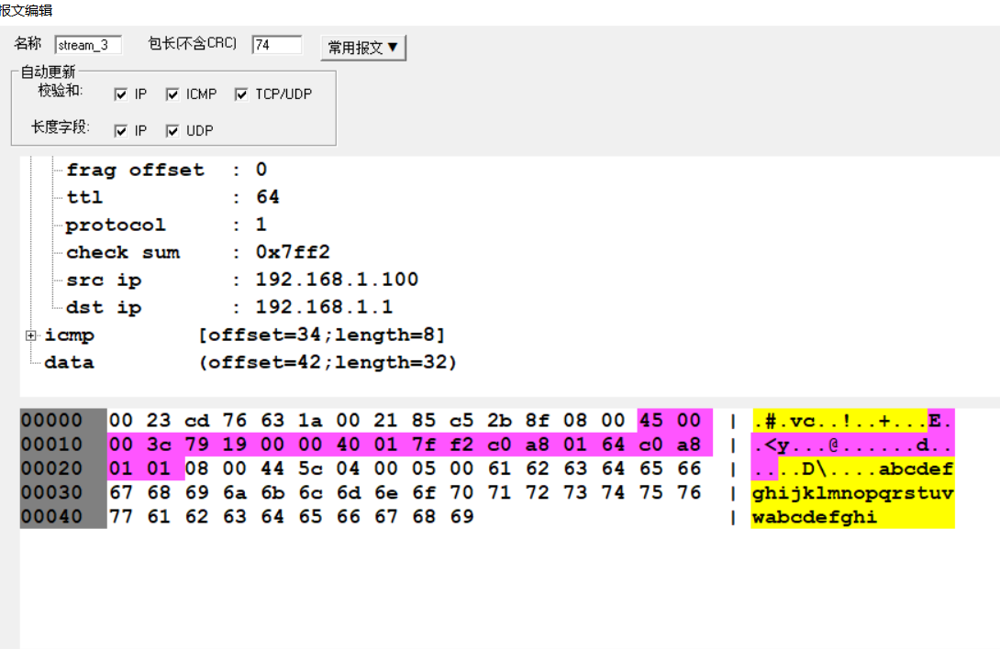 报文编辑
名称 stream_3 包长(不含CRC) 74 常用报文▼
自动更新
校验和: IP ICMP TCP/UDP
长度字段: IP UDP
frag offset : 0
ttl : 64
protocol : 1
check sum : 0x7ff2
src ip : 192.168.1.100
dst ip : 192.168.1.1
icmp [offset=34;length=8]
data (offset=42;length=32)
00000 00 23 cd 76 63 1a 00 21 85 c5 2b 8f 08 00 45 00 | .#.vc..!..+...E.
00010 00 3c 79 19 00 00 40 01 7f f2 c0 a8 01 64 c0 a8 | .<y...@......d..
00020 01 01 08 00 44 5c 04 00 05 00 61 62 63 64 65 66 | ....D\....abcdef
00030 67 68 69 6a 6b 6c 6d 6e 6f 70 71 72 73 74 75 76 | ghijklmnopqrstuv
00040 77 61 62 63 64 65 66 67 68 69 | wabcdefghi